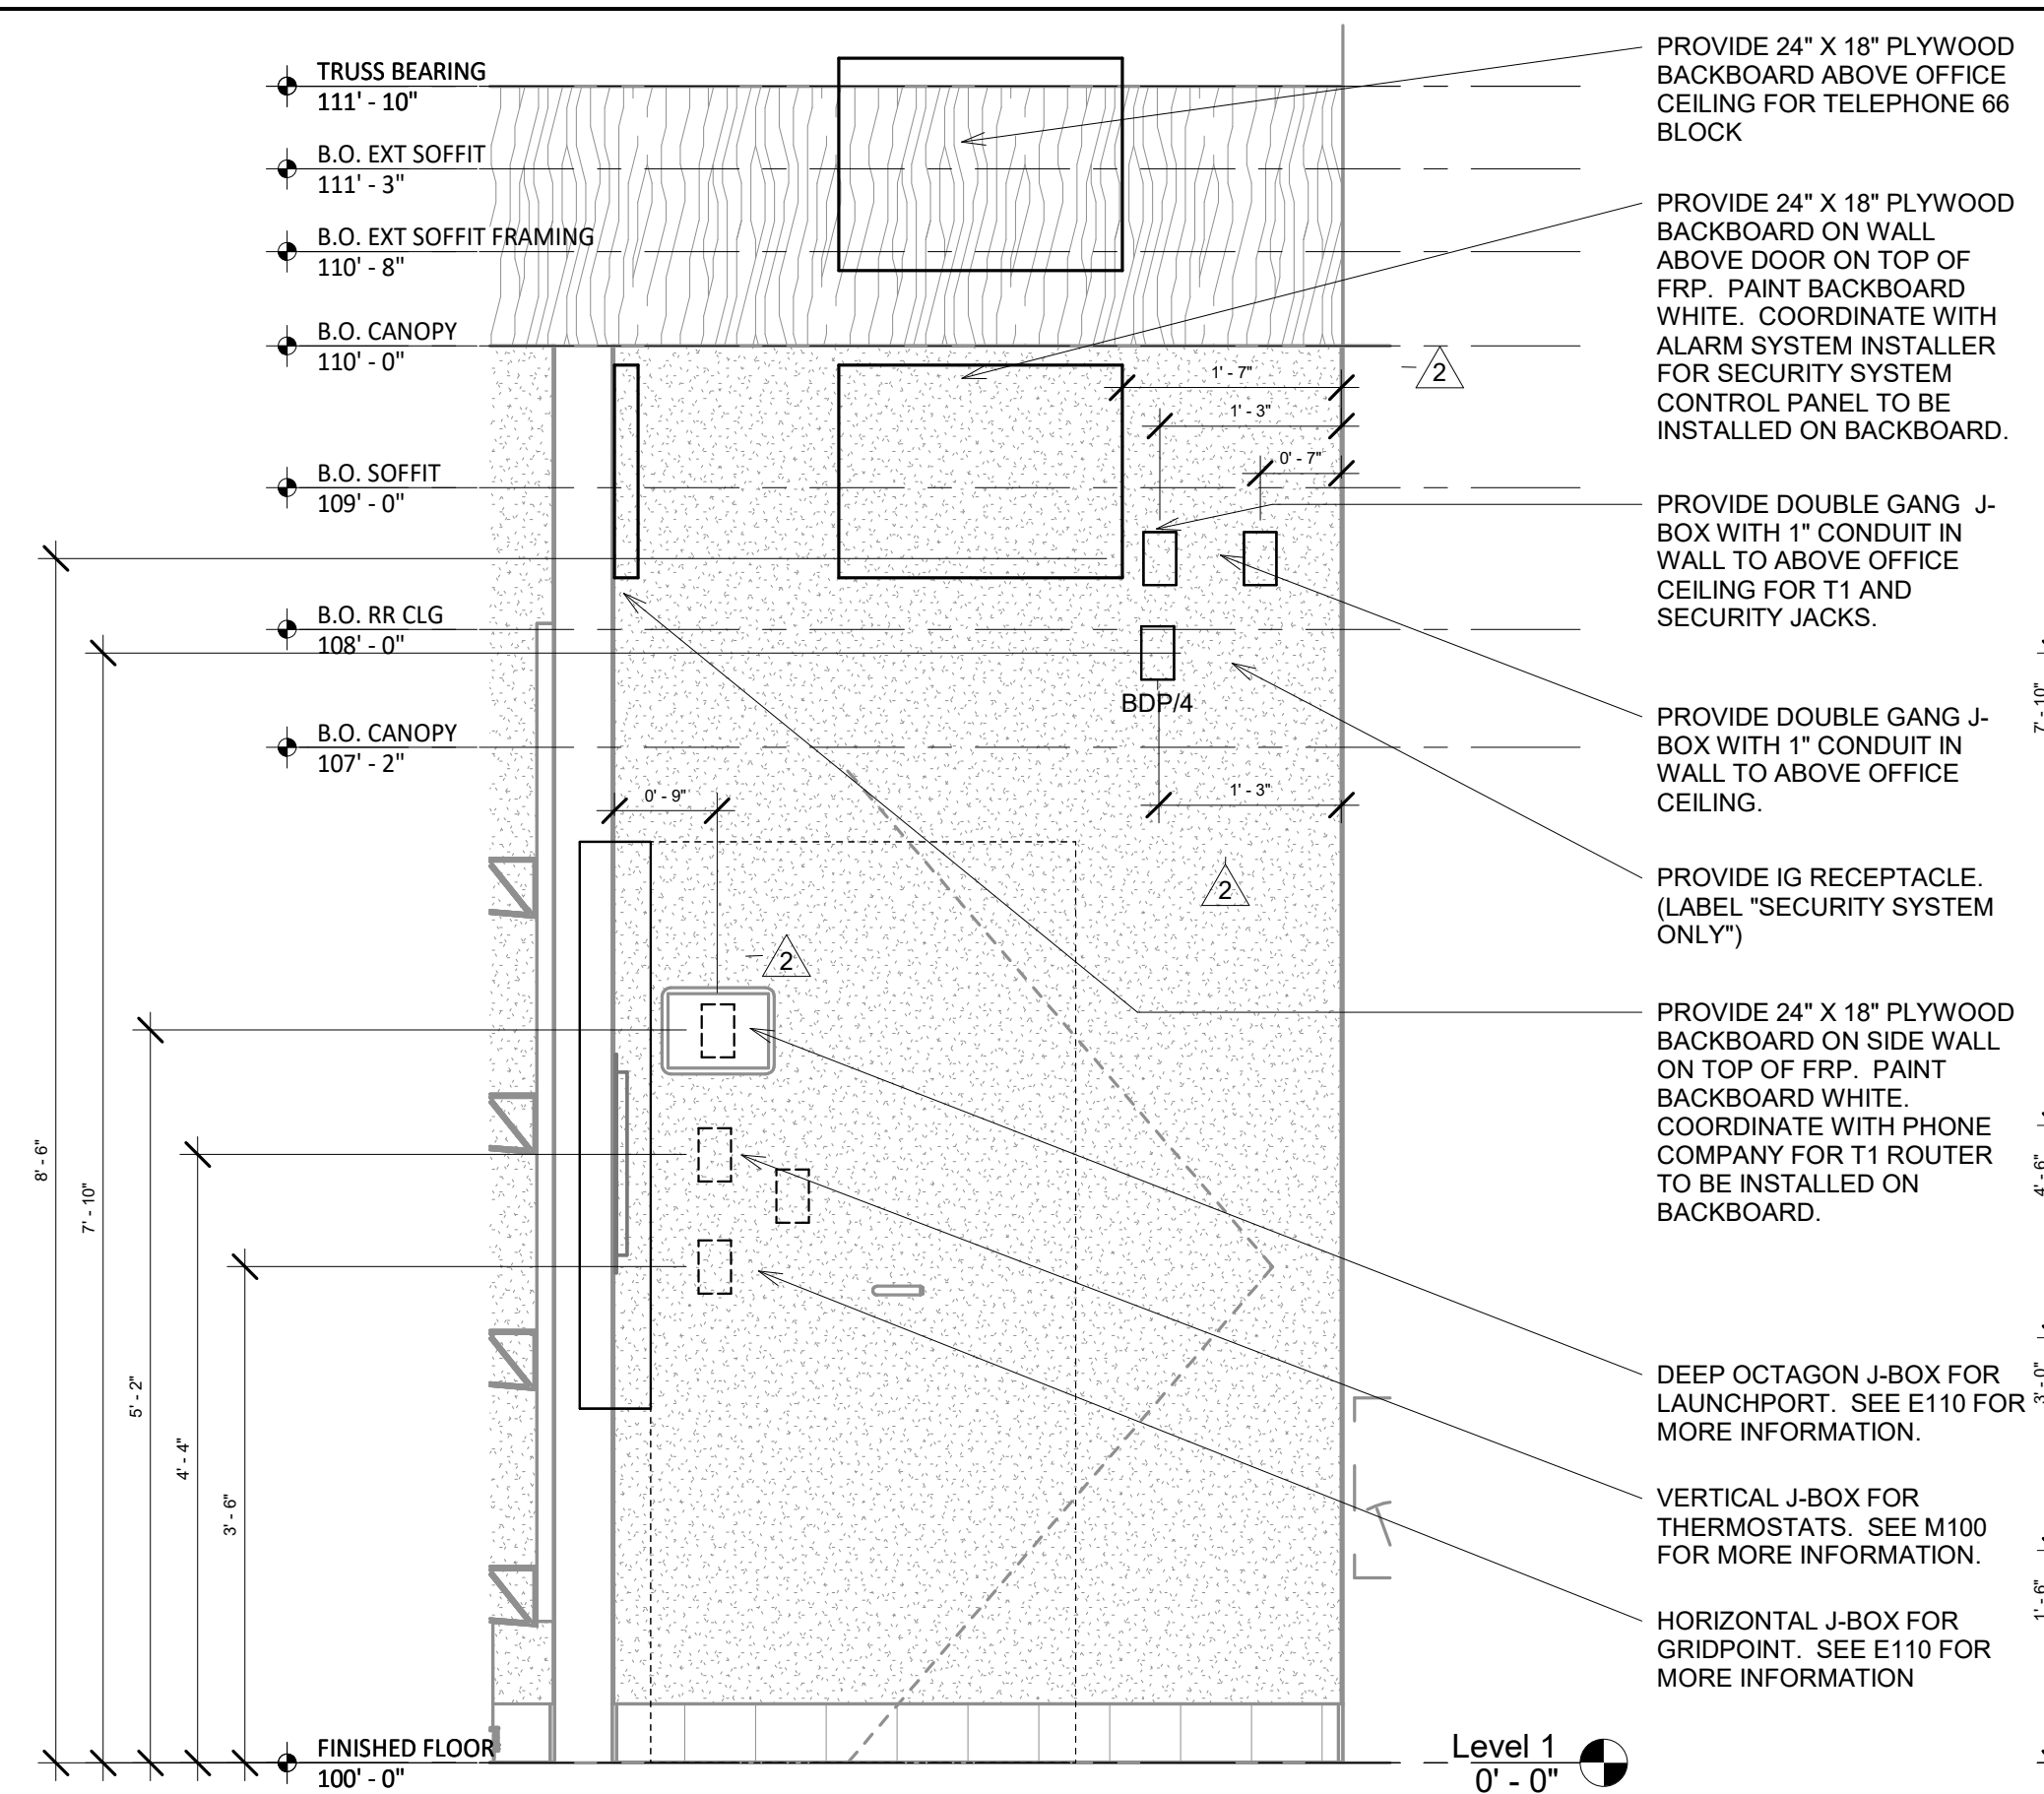 TRUSS BEARING
111' - 10"
B.O. EXT SOFFIT
111' - 3"
B.O. EXT SOFFIT FRAMING
110' - 8"
B.O. CANOPY
110' - 0"
B.O. SOFFIT
109' - 0"
B.O. RR CLG
108' - 0"
B.O. CANOPY
107' - 2"
FINISHED FLOOR
100' - 0"
8' - 6"
7' - 10"
5' - 2"
4' - 4"
3' - 6"
1' - 7"
1' - 3"
0' - 7"
2
BDP/4
0' - 9"
1' - 3"
2
2
Level 1
0' - 0"
PROVIDE 24" X 18" PLYWOOD
BACKBOARD ABOVE OFFICE
CEILING FOR TELEPHONE 66
BLOCK
PROVIDE 24" X 18" PLYWOOD
BACKBOARD ON WALL
ABOVE DOOR ON TOP OF
FRP. PAINT BACKBOARD
WHITE. COORDINATE WITH
ALARM SYSTEM INSTALLER
FOR SECURITY SYSTEM
CONTROL PANEL TO BE
INSTALLED ON BACKBOARD.
PROVIDE DOUBLE GANG J-
BOX WITH 1" CONDUIT IN
WALL TO ABOVE OFFICE
CEILING FOR T1 AND
SECURITY JACKS.
PROVIDE DOUBLE GANG J-
BOX WITH 1" CONDUIT IN
WALL TO ABOVE OFFICE
CEILING.
PROVIDE IG RECEPTACLE.
(LABEL "SECURITY SYSTEM
ONLY")
PROVIDE 24" X 18" PLYWOOD
BACKBOARD ON SIDE WALL
ON TOP OF FRP. PAINT
BACKBOARD WHITE.
COORDINATE WITH PHONE
COMPANY FOR T1 ROUTER
TO BE INSTALLED ON
BACKBOARD.
DEEP OCTAGON J-BOX FOR
LAUNCHPORT. SEE E110 FOR
MORE INFORMATION.
VERTICAL J-BOX FOR
THERMOSTATS. SEE M100
FOR MORE INFORMATION.
HORIZONTAL J-BOX FOR
GRIDPOINT. SEE E110 FOR
MORE INFORMATION
7' - 10"
4' - 6"
3' - 0"
1' - 6"